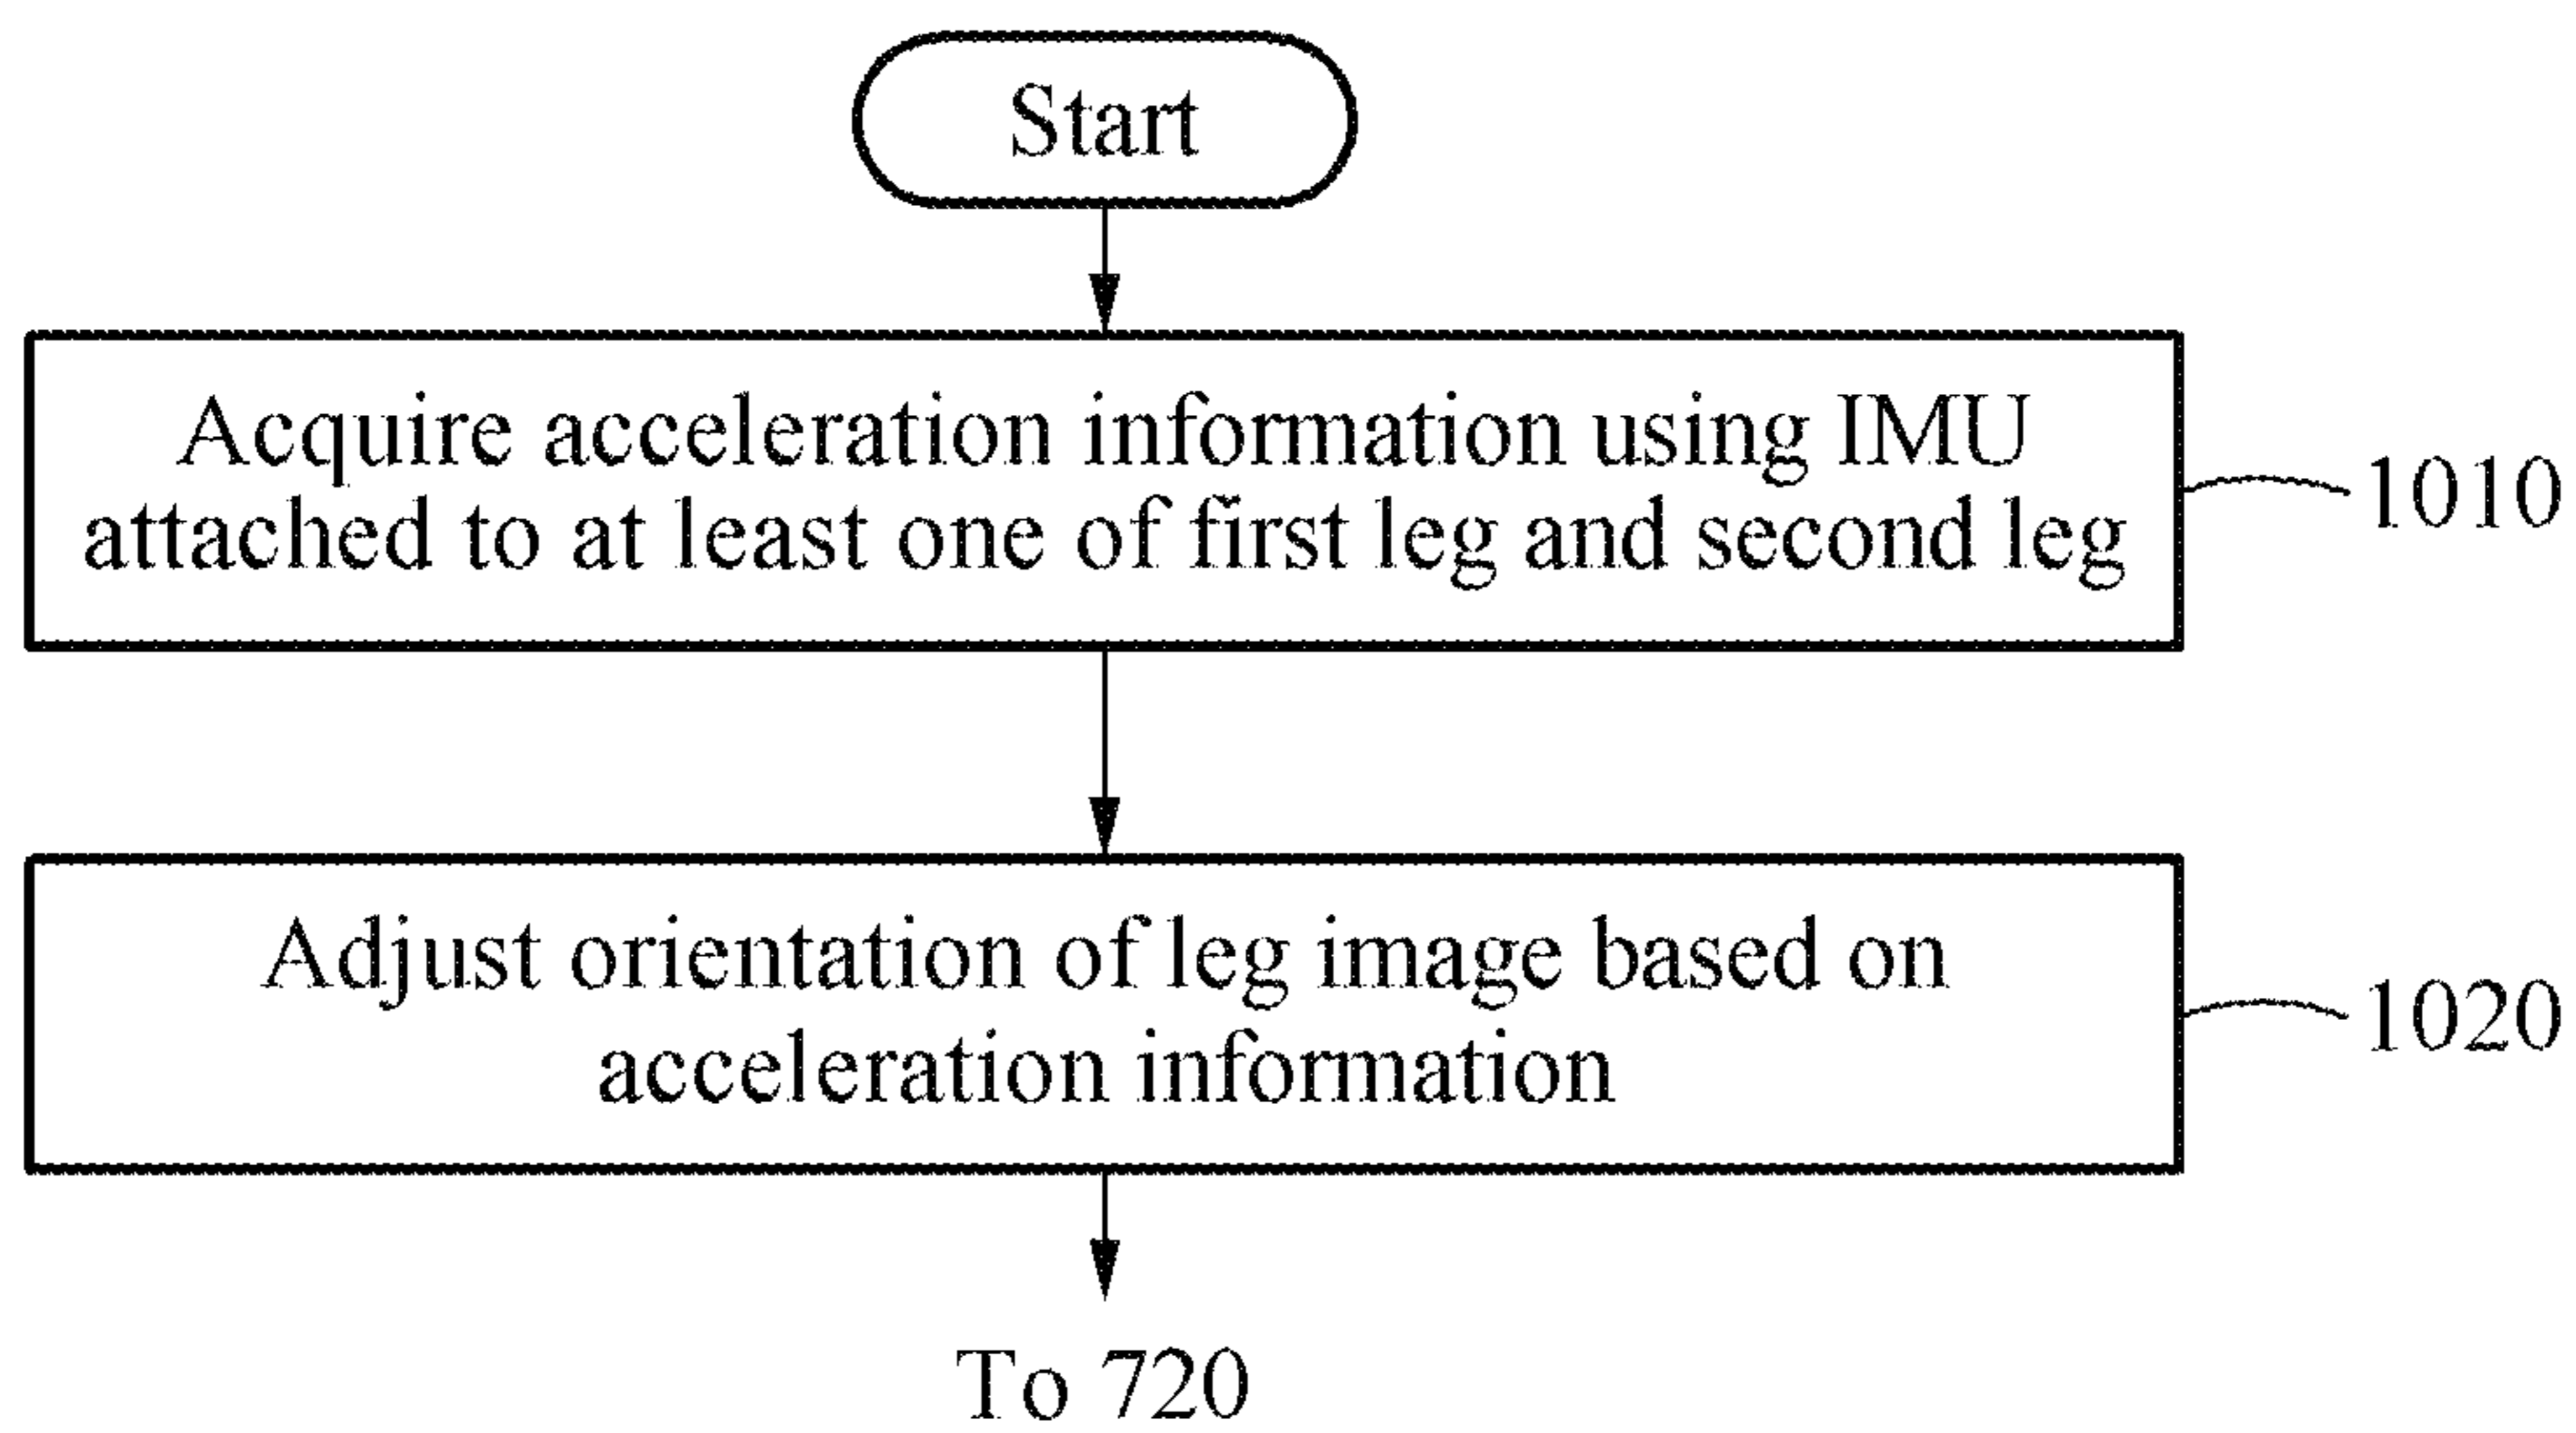 Start
Acquire acceleration information using IMU
attached to at least one of first leg and second leg
1010
Adjust orientation of leg image based on
acceleration information
1020
To 720